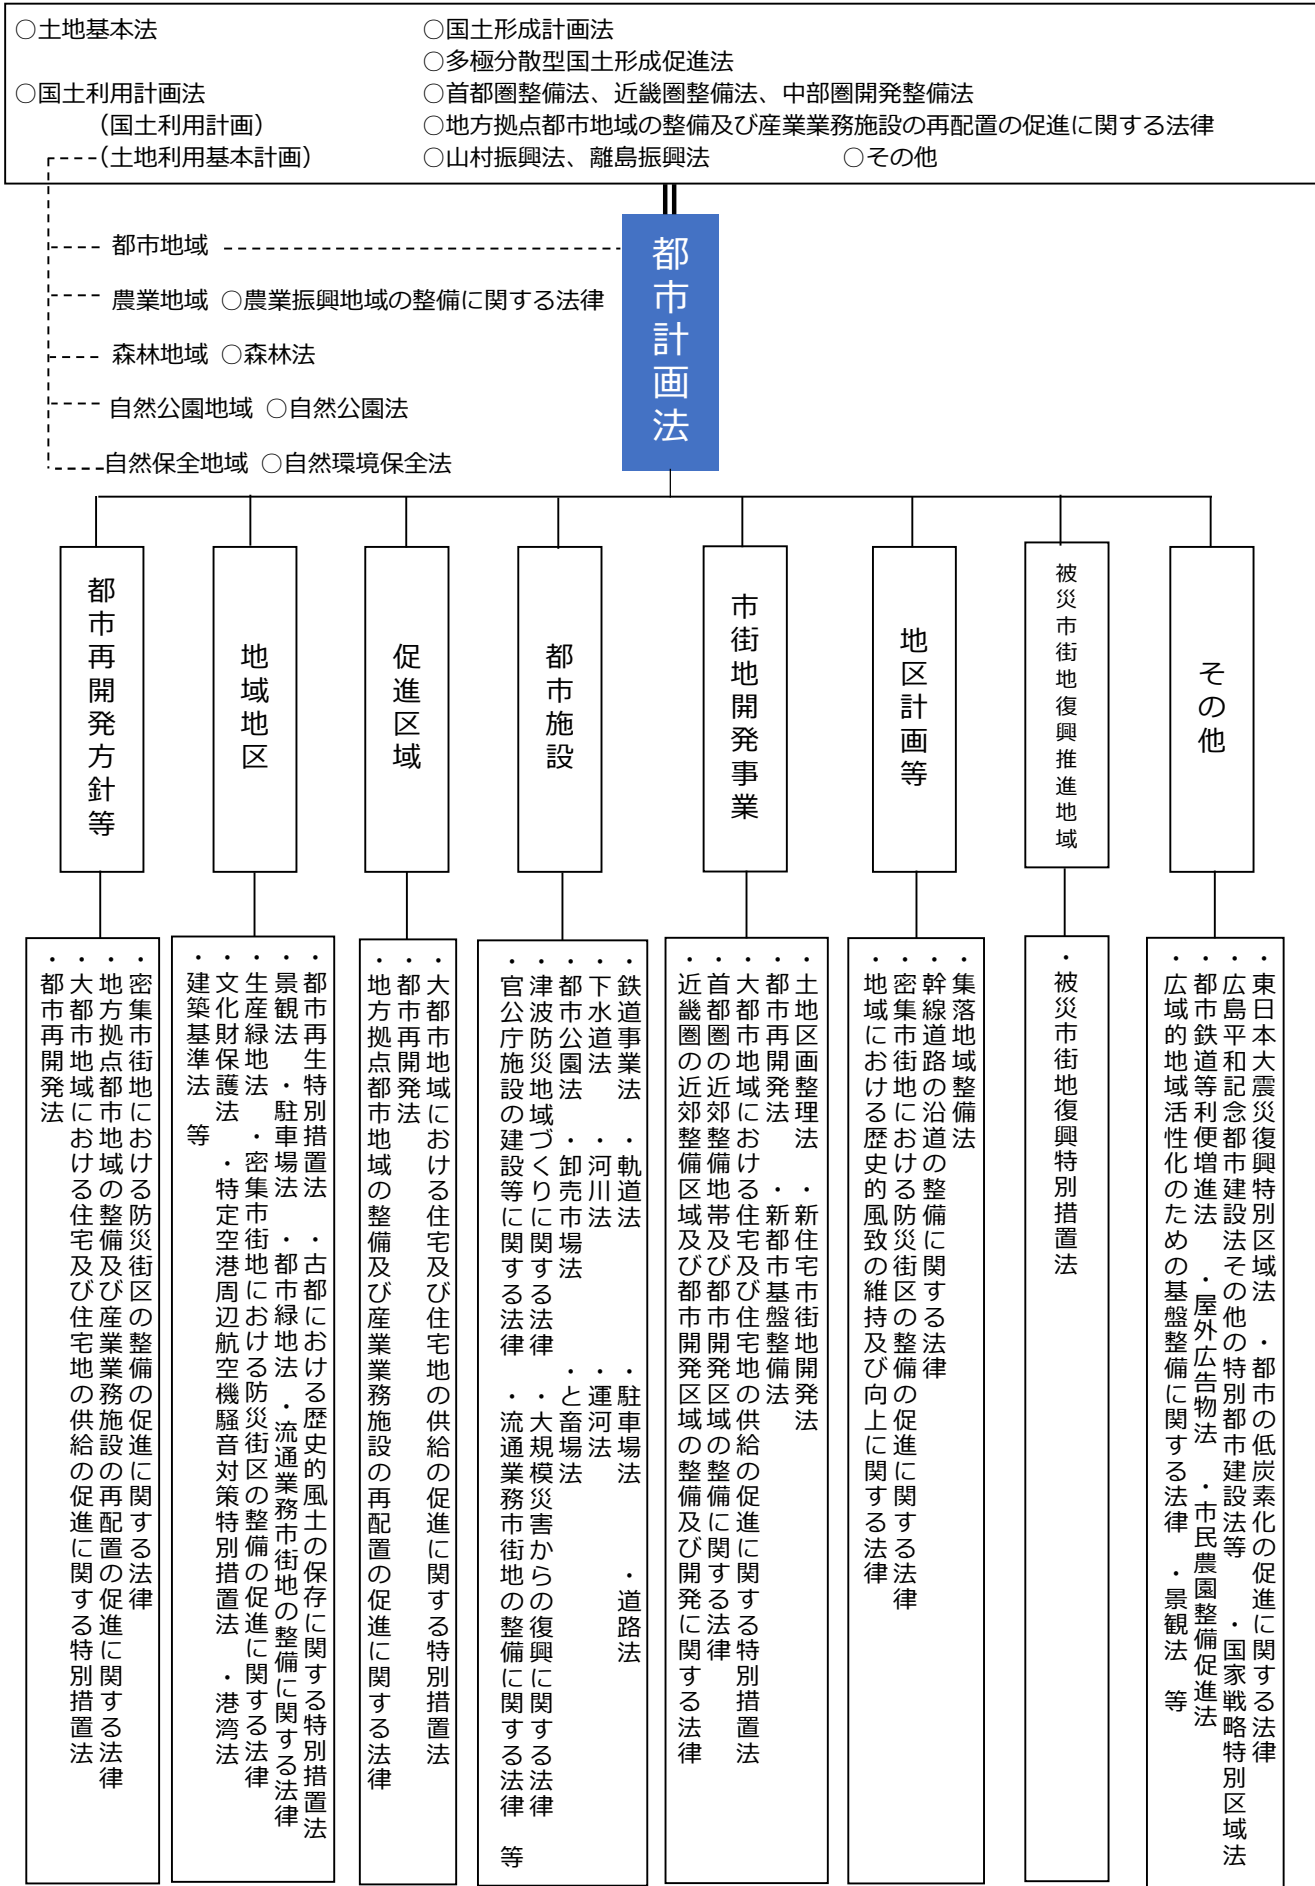 ○土地基本法
○国土利用計画法
（国土利用計画）
（土地利用基本計画）
○国土形成計画法
○多極分散型国土形成促進法
○首都圏整備法、近畿圏整備法、中部圏開発整備法
○地方拠点都市地域の整備及び産業業務施設の再配置の促進に関する法律
○山村振興法、離島振興法 ○その他
都市地域
農業地域 ○農業振興地域の整備に関する法律
森林地域 ○森林法
自然公園地域 ○自然公園法
自然保全地域 ○自然環境保全法
都市計画法
都市再開発方針等
地域地区
促進区域
都市施設
市街地開発事業
地区計画等
被災市街地復興推進地域
その他
・密集市街地における防災街区の整備の促進に関する法律
・地方拠点都市地域の整備及び産業業務施設の再配置の促進に関する法律
・大都市地域における住宅及び住宅地の供給の促進に関する特別措置法
・都市再開発法
・都市再生特別措置法 ・古都における歴史的風土の保存に関する特別措置法
・景観法 ・駐車場法 ・都市緑地法 ・流通業務市街地の整備に関する法律
・生産緑地法 ・密集市街地における防災街区の整備の促進に関する法律
・文化財保護法 ・特定空港周辺航空機騒音対策特別措置法 ・港湾法
・建築基準法 等
・大都市地域における住宅及び住宅地の供給の促進に関する特別措置法
・都市再開発法
・地方拠点都市地域の整備及び産業業務施設の再配置の促進に関する法律
・鉄道事業法 ・軌道法 ・駐車場法 ・道路法
・下水道法 ・河川法 ・運河法
・都市公園法 ・卸売市場法 ・と畜場法
・津波防災地域づくりに関する法律 ・大規模災害からの復興に関する法律
・官公庁施設の建設等に関する法律 ・流通業務市街地の整備に関する法律 等
・土地区画整理法 ・新住宅市街地開発法
・都市再開発法 ・新都市基盤整備法
・大都市地域における住宅及び住宅地の供給の促進に関する特別措置法
・首都圏の近郊整備地帯及び都市開発区域の整備に関する法律
・近畿圏の近郊整備区域及び都市開発区域の整備及び開発に関する法律
・集落地域整備法
・幹線道路の沿道の整備に関する法律
・密集市街地における防災街区の整備の促進に関する法律
・地域における歴史的風致の維持及び向上に関する法律
・被災市街地復興特別措置法
・東日本大震災復興特別区域法 ・都市の低炭素化の促進に関する法律
・広島平和記念都市建設法その他の特別都市建設法等 ・国家戦略特別区域法
・都市鉄道等利便増進法 ・屋外広告物法 ・市民農園整備促進法
・広域的地域活性化のための基盤整備に関する法律 ・景観法 等